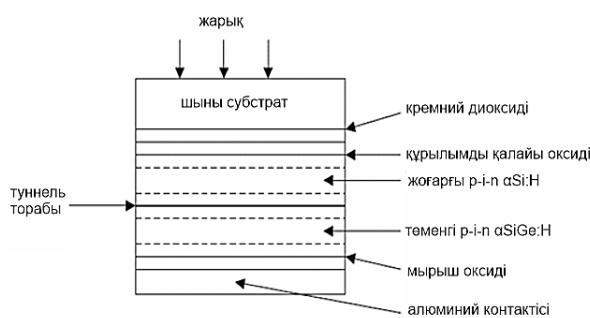 жарық
шыны субстрат
кремний диоксиді
құрылымды қалайы оксиді
жоғарғы p-i-n αSi:H
туннель
торабы
төменгі p-i-n αSiGe:H
мырыш оксиді
алюминий контактісі